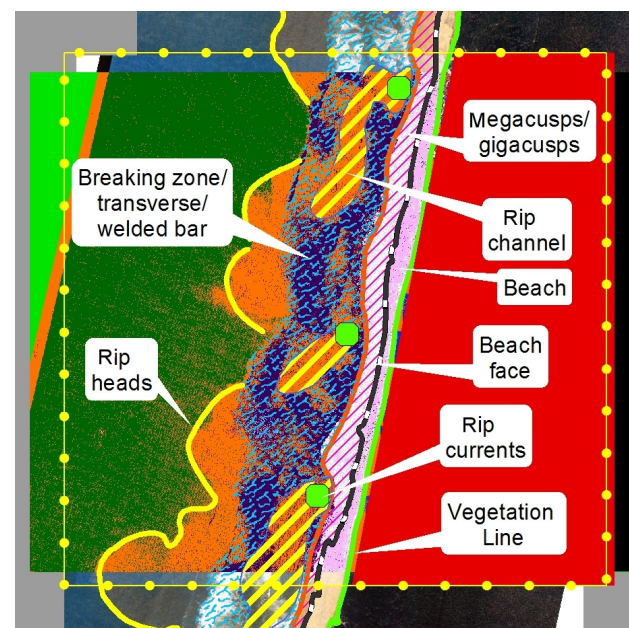 Megacusps/
gigacusps
Breaking zone/
transverse/
welded bar
Rip
channel
Beach
Rip
heads
Beach
face
Rip
currents
Vegetation
Line